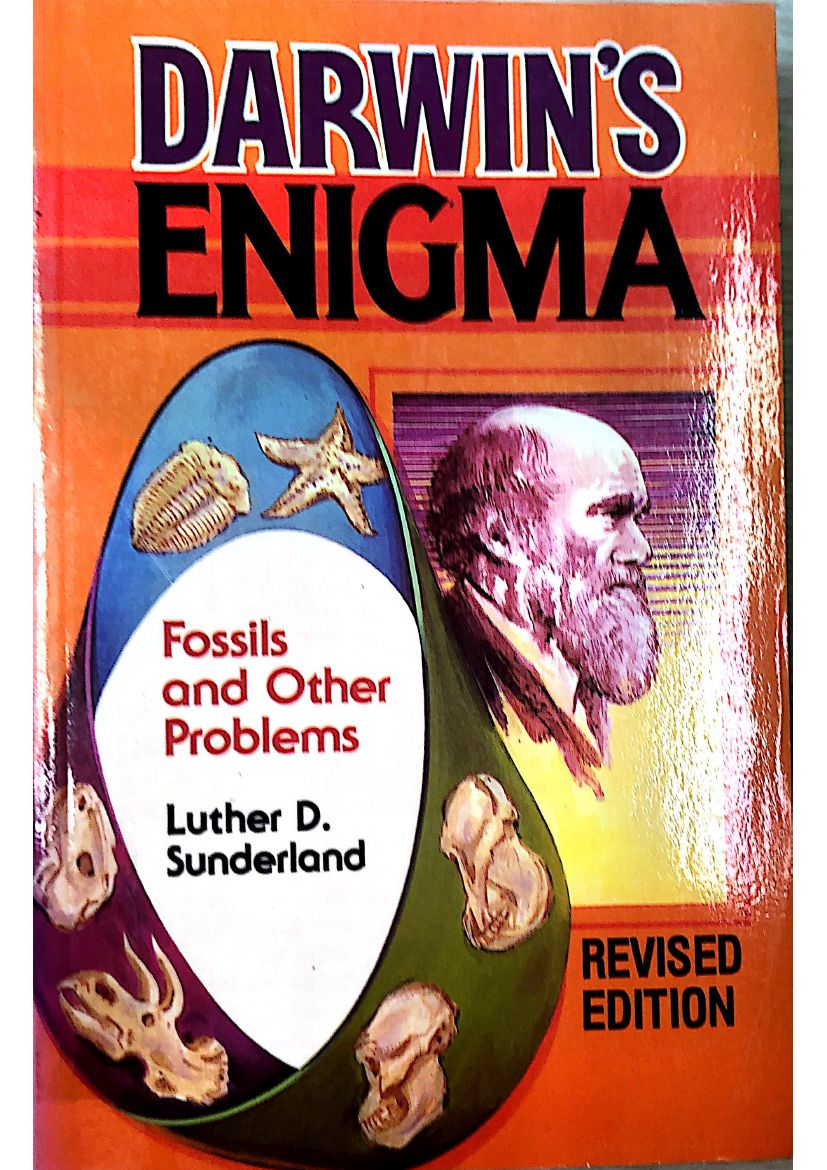 DARWIN'S
ENIGMA
Fossils
and Other
Problems
Luther D.
Sunderland
REVISED
EDITION